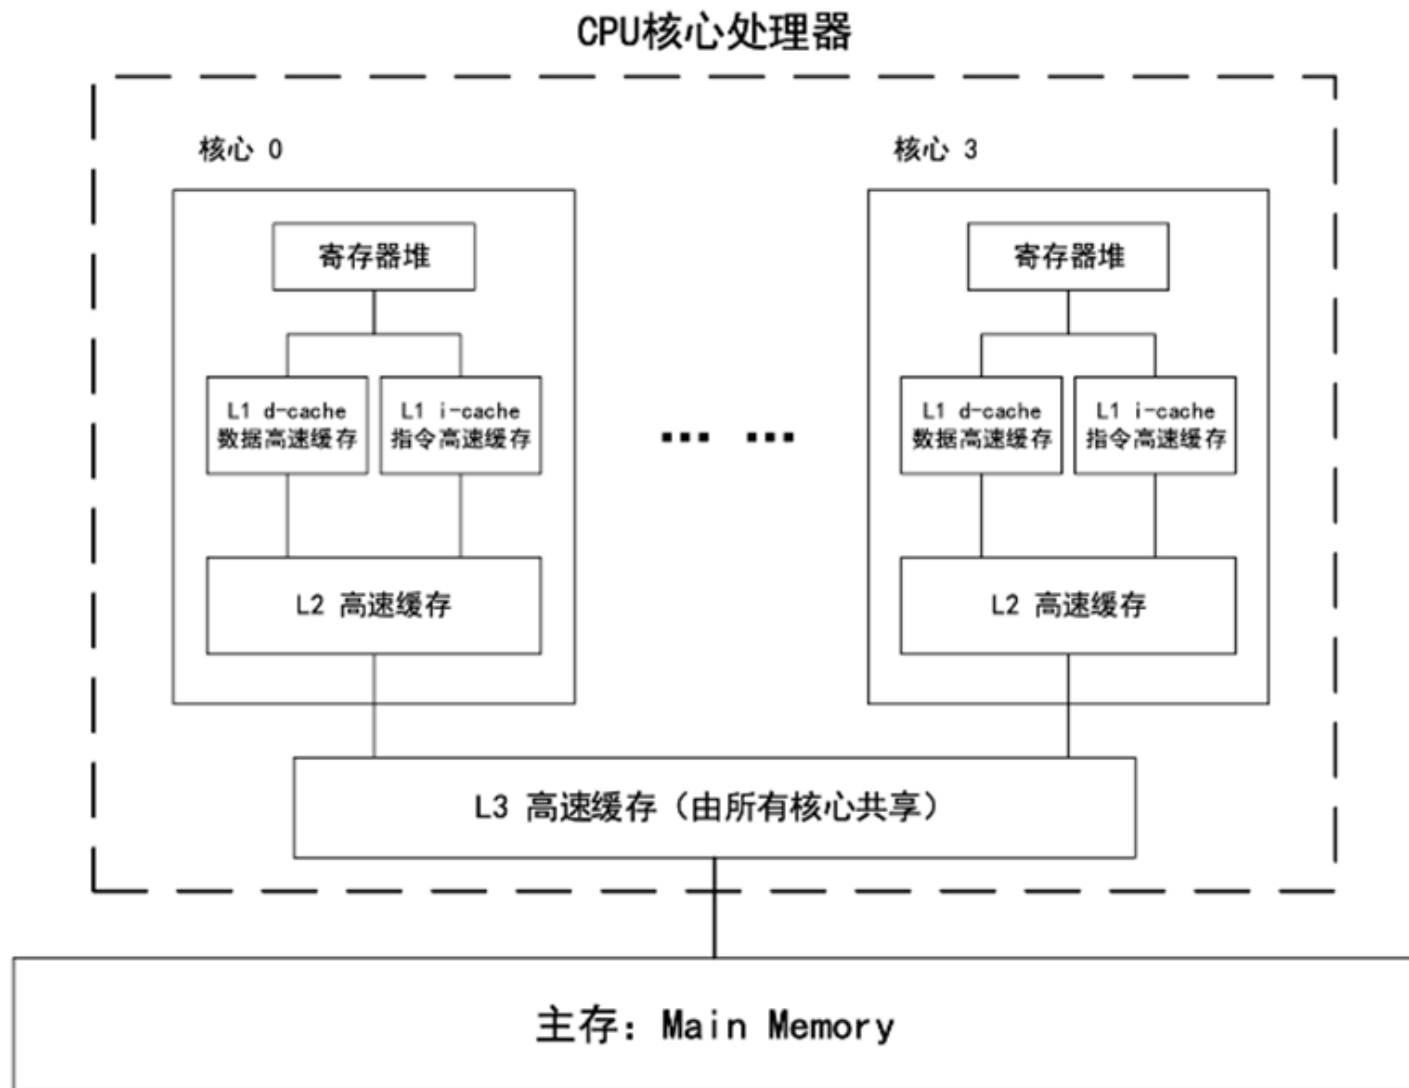 CPU核心处理器
核心 0
核心 3
寄存器堆
寄存器堆
L1 d-cache
数据高速缓存
L1 i-cache
指令高速缓存
… …
L1 d-cache
数据高速缓存
L1 i-cache
指令高速缓存
L2 高速缓存
L2 高速缓存
L3 高速缓存（由所有核心共享）
主存：Main Memory